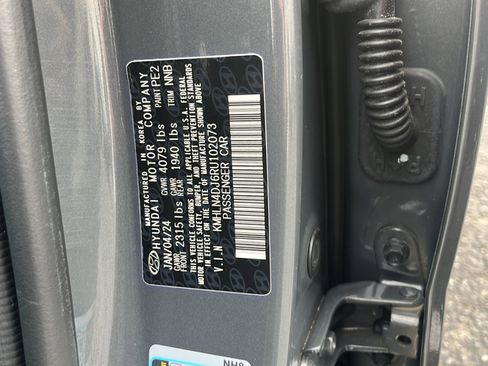 MANUFACTURED IN KOREA BY
HYUNDAI MOTOR COMPANY
JAN/04/24 GVWR 4079 lbs PAINT PE2
GAWR FRONT 2315 lbs GAWR REAR 1940 lbs TRIM NNB
THIS VEHICLE CONFORMS TO ALL APPLICABLE U.S.A. FEDERAL
MOTOR VEHICLE SAFETY, BUMPER, AND THEFT PREVENTION STANDARDS
IN EFFECT ON THE DATE OF MANUFACTURE SHOWN ABOVE
V.I.N KMHLN4DJ6RU102073
PASSENGER CAR
NH8